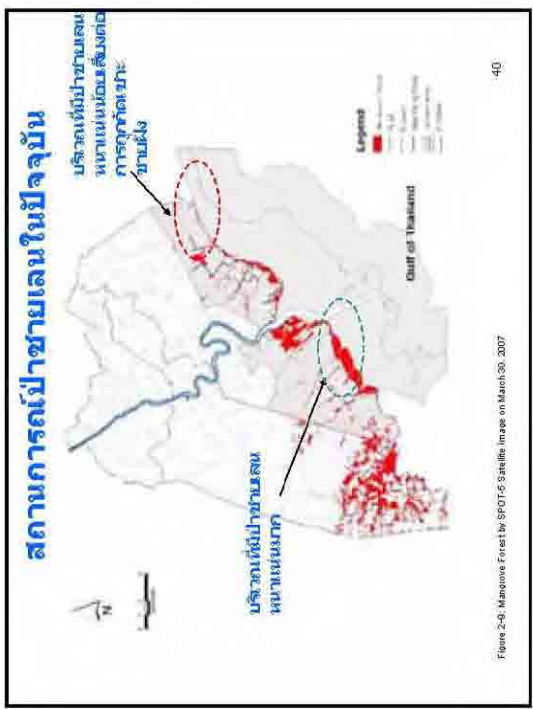 สถานการณ์ป่าชายเลนในปัจจุบัน
บริเวณที่มีป่าชายเลน
หนาแน่นน้อยเสี่ยงต่อ
การถูกกัดเซาะ
ชายฝั่ง
N
บริเวณที่มีป่าชายเลน
หนาแน่นมาก
Legend
Gulf of Thailand
Figure 2-9: Mangrove Forest by SPOT-5 Satellite Image on March 30, 2007
40